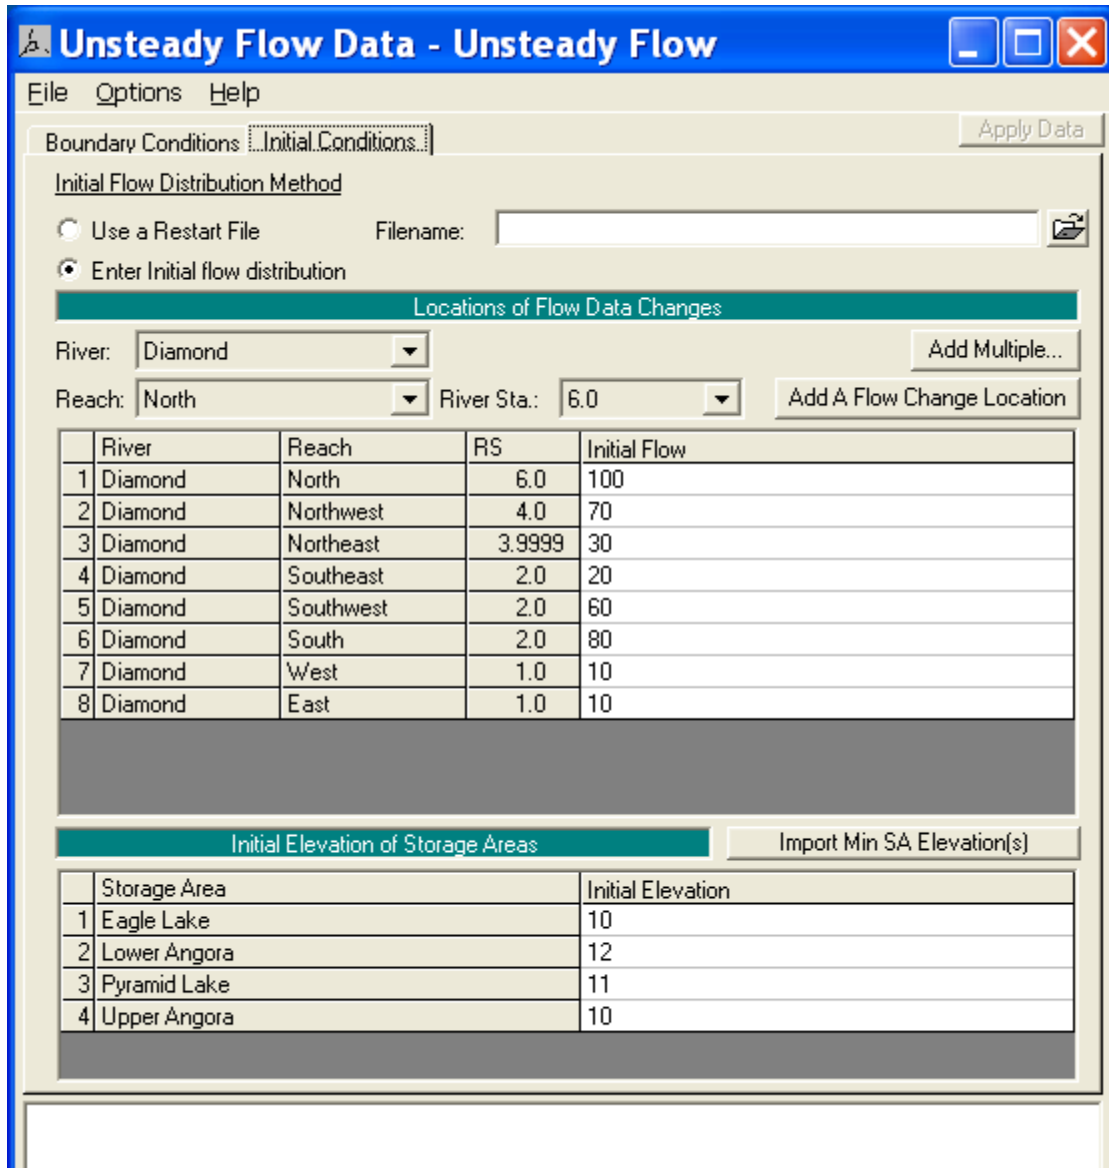 Unsteady Flow Data - Unsteady Flow
File Options Help
Boundary Conditions Initial Conditions Apply Data
Initial Flow Distribution Method
Use a Restart File Filename:
Enter Initial flow distribution
Locations of Flow Data Changes
River: Diamond Add Multiple...
Reach: North River Sta.: 6.0 Add A Flow Change Location
River Reach RS Initial Flow
1 Diamond North 6.0 100
2 Diamond Northwest 4.0 70
3 Diamond Northeast 3.9999 30
4 Diamond Southeast 2.0 20
5 Diamond Southwest 2.0 60
6 Diamond South 2.0 80
7 Diamond West 1.0 10
8 Diamond East 1.0 10
Initial Elevation of Storage Areas Import Min SA Elevation(s)
Storage Area Initial Elevation
1 Eagle Lake 10
2 Lower Angora 12
3 Pyramid Lake 11
4 Upper Angora 10